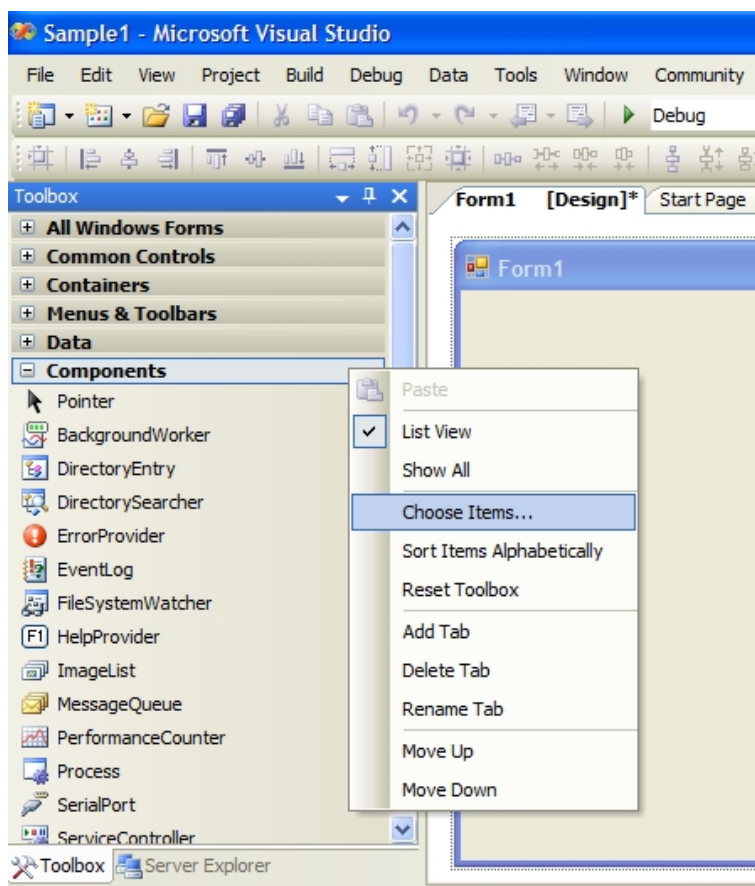 Sample1 - Microsoft Visual Studio
File Edit View Project Build Debug Data Tools Window Community
Debug
Toolbox
Form1 [Design]* Start Page
All Windows Forms
Common Controls
Containers
Menus & Toolbars
Data
Components
Pointer
BackgroundWorker
DirectoryEntry
DirectorySearcher
ErrorProvider
EventLog
FileSystemWatcher
F1 HelpProvider
ImageList
MessageQueue
PerformanceCounter
Process
SerialPort
ServiceController
Toolbox Server Explorer
Form1
Paste
List View
Show All
Choose Items...
Sort Items Alphabetically
Reset Toolbox
Add Tab
Delete Tab
Rename Tab
Move Up
Move Down